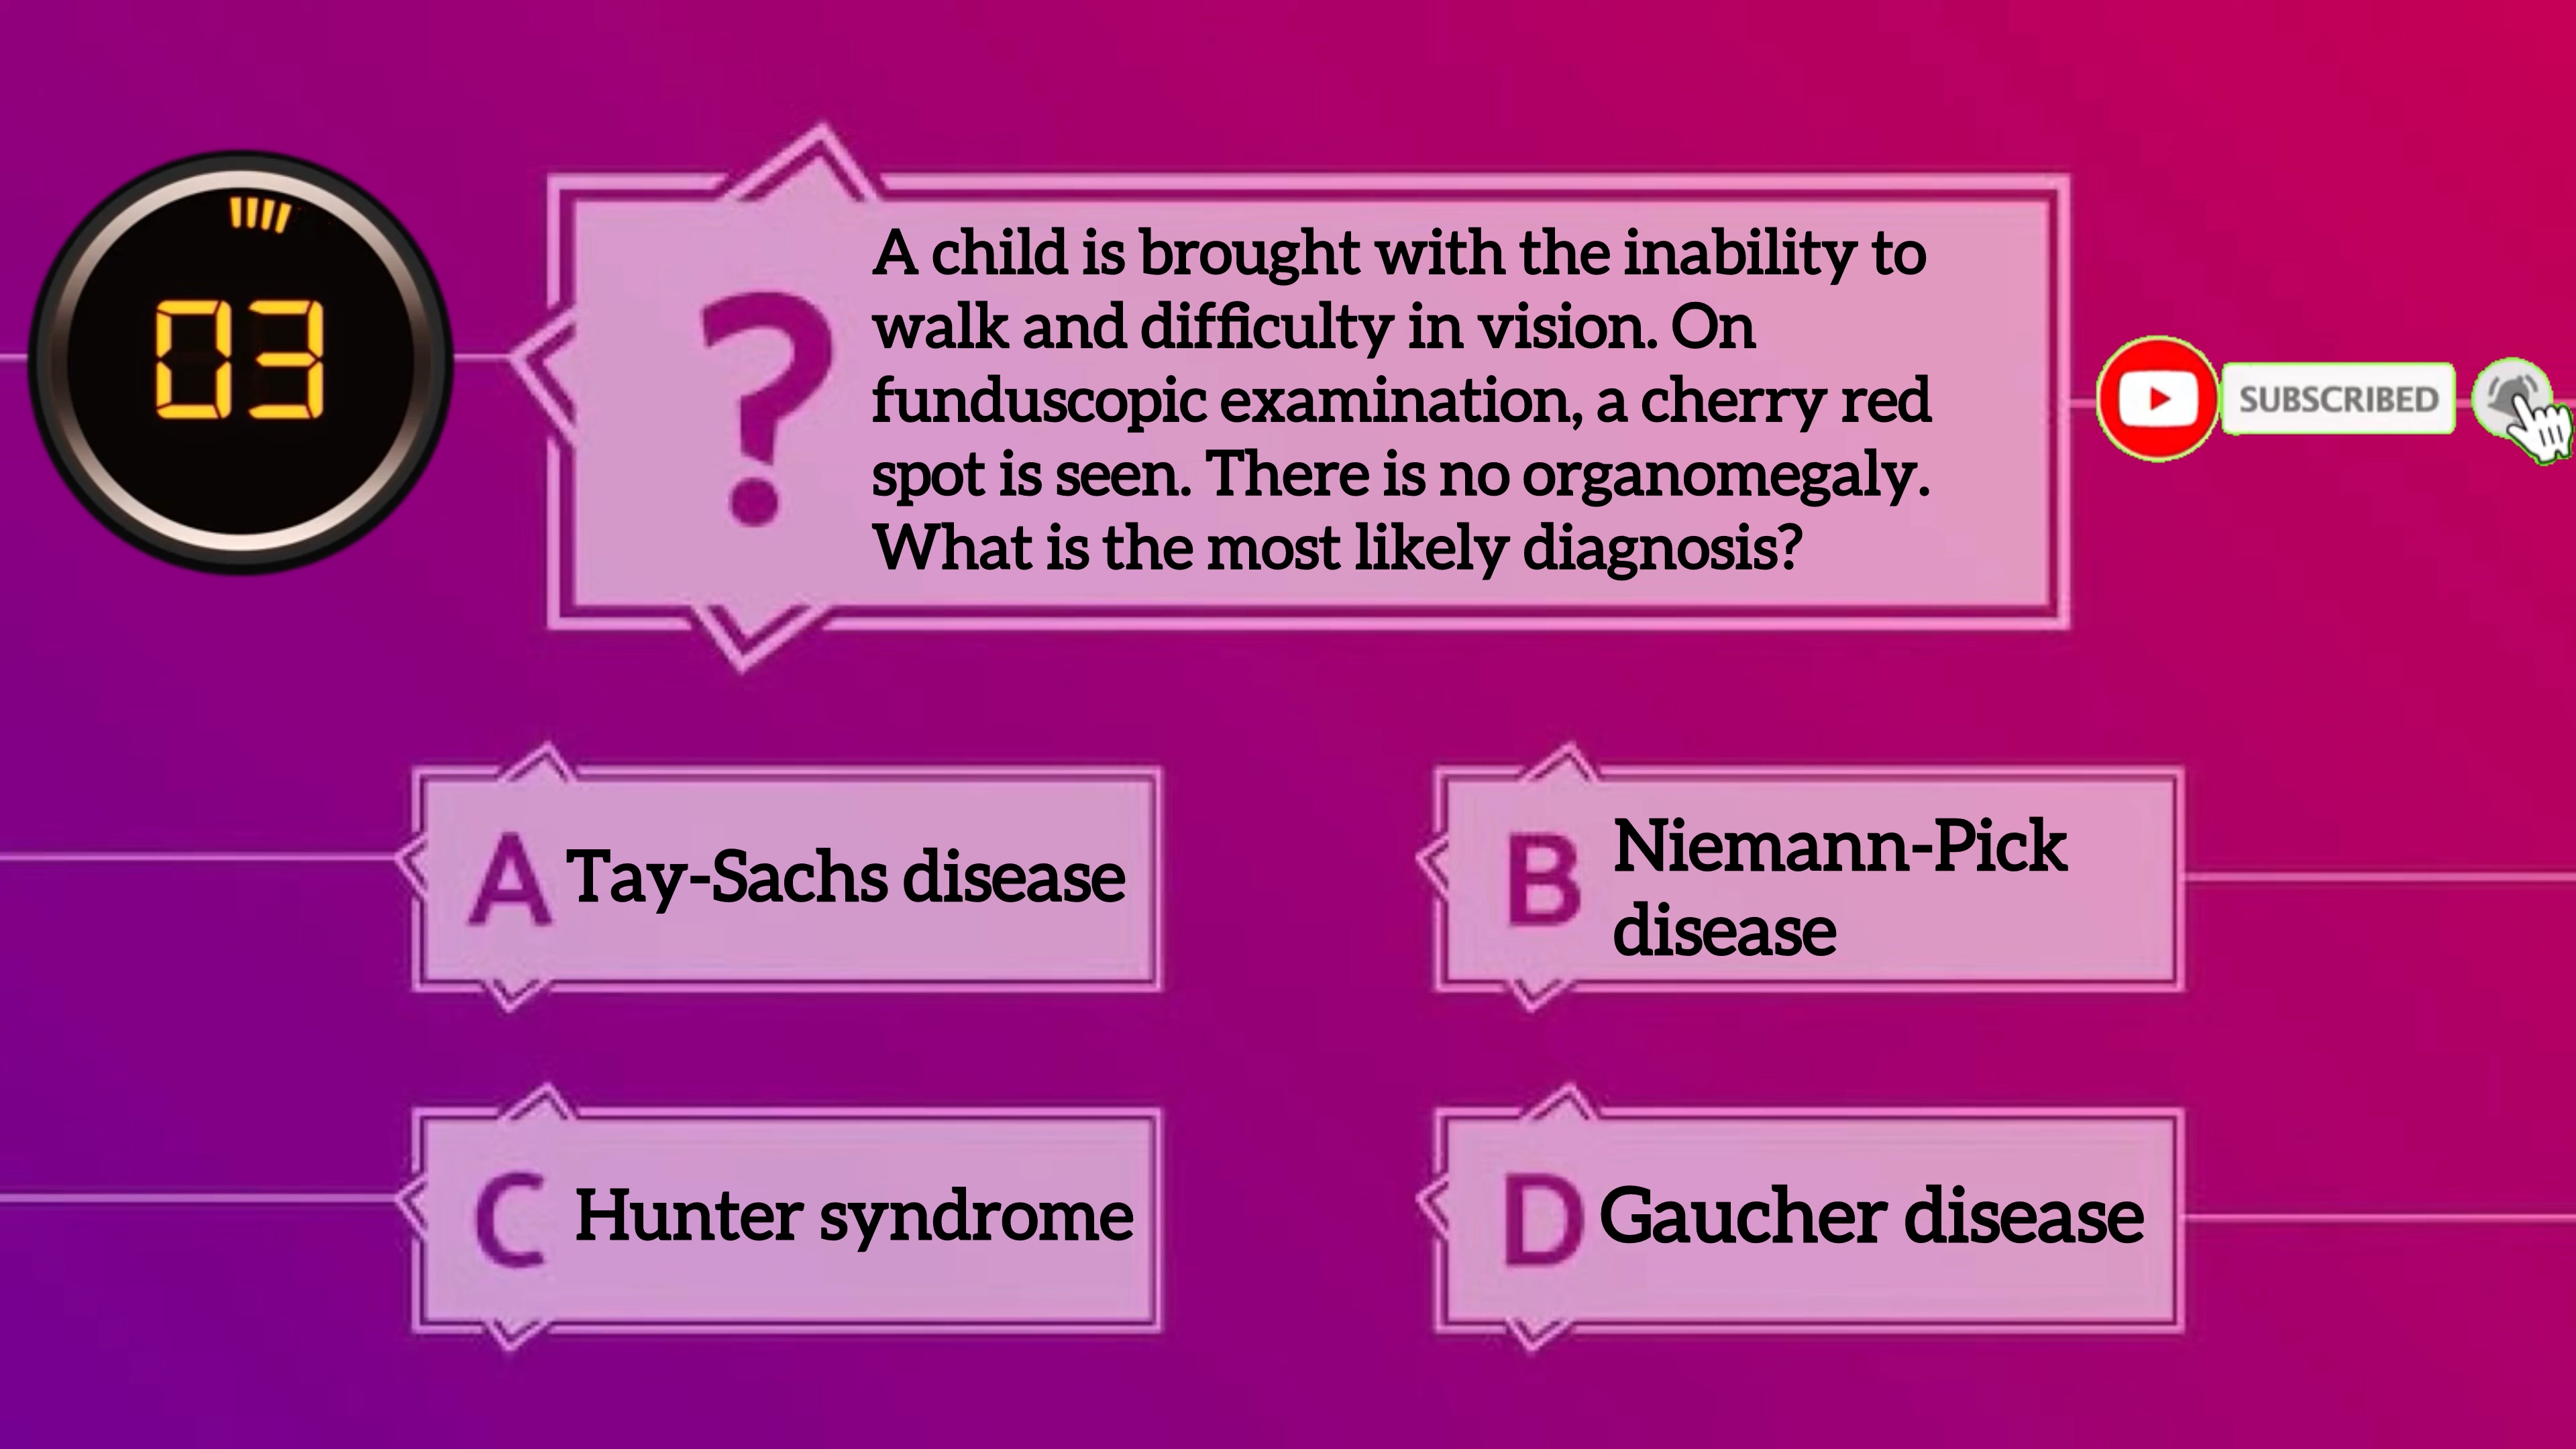 03
?
A child is brought with the inability to
walk and difficulty in vision. On
funduscopic examination, a cherry red
spot is seen. There is no organomegaly.
What is the most likely diagnosis?
SUBSCRIBED
A Tay-Sachs disease
B Niemann-Pick
disease
C Hunter syndrome
D Gaucher disease